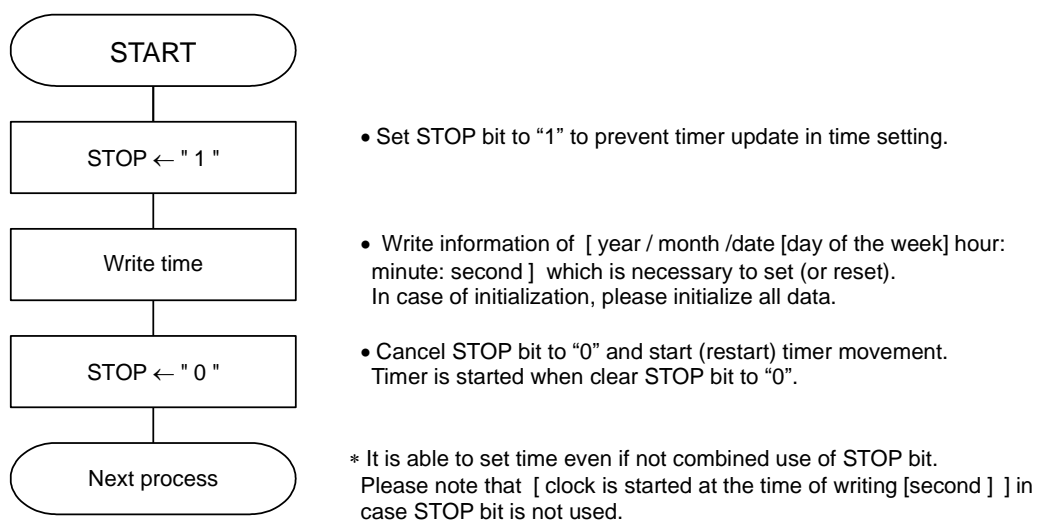 START
STOP ← " 1 "
• Set STOP bit to “1” to prevent timer update in time setting.
Write time
• Write information of [ year / month /date [day of the week] hour:
minute: second ] which is necessary to set (or reset).
In case of initialization, please initialize all data.
STOP ← " 0 "
• Cancel STOP bit to “0” and start (restart) timer movement.
Timer is started when clear STOP bit to “0”.
Next process
∗ It is able to set time even if not combined use of STOP bit.
Please note that [ clock is started at the time of writing [second ] ] in
case STOP bit is not used.